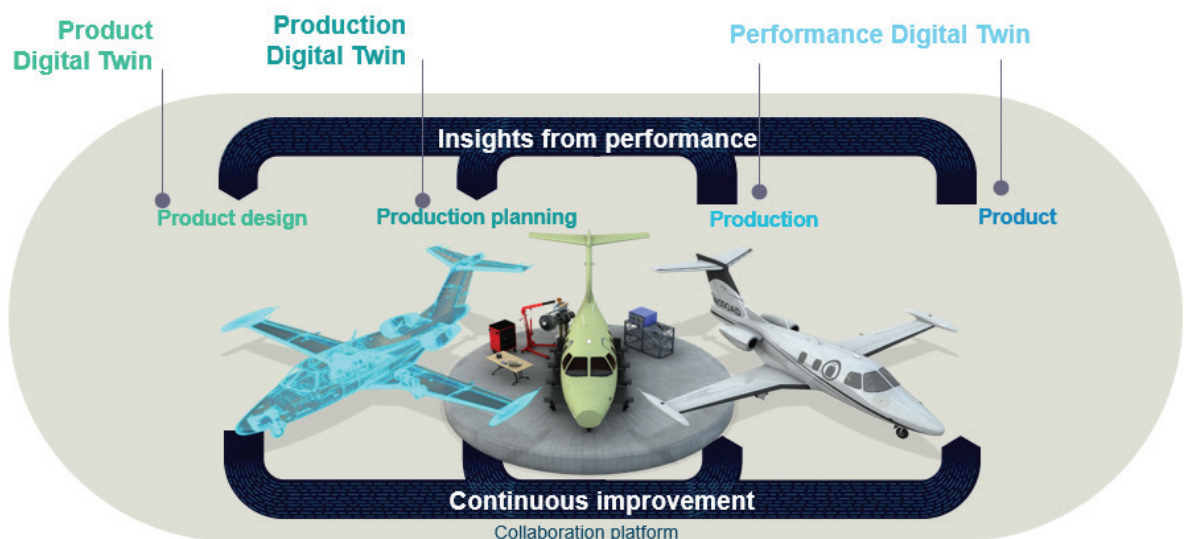 Product
Digital Twin
Production
Digital Twin
Performance Digital Twin
Insights from performance
Product design
Production planning
Production
Product
N550AD
Continuous improvement
Collaboration platform